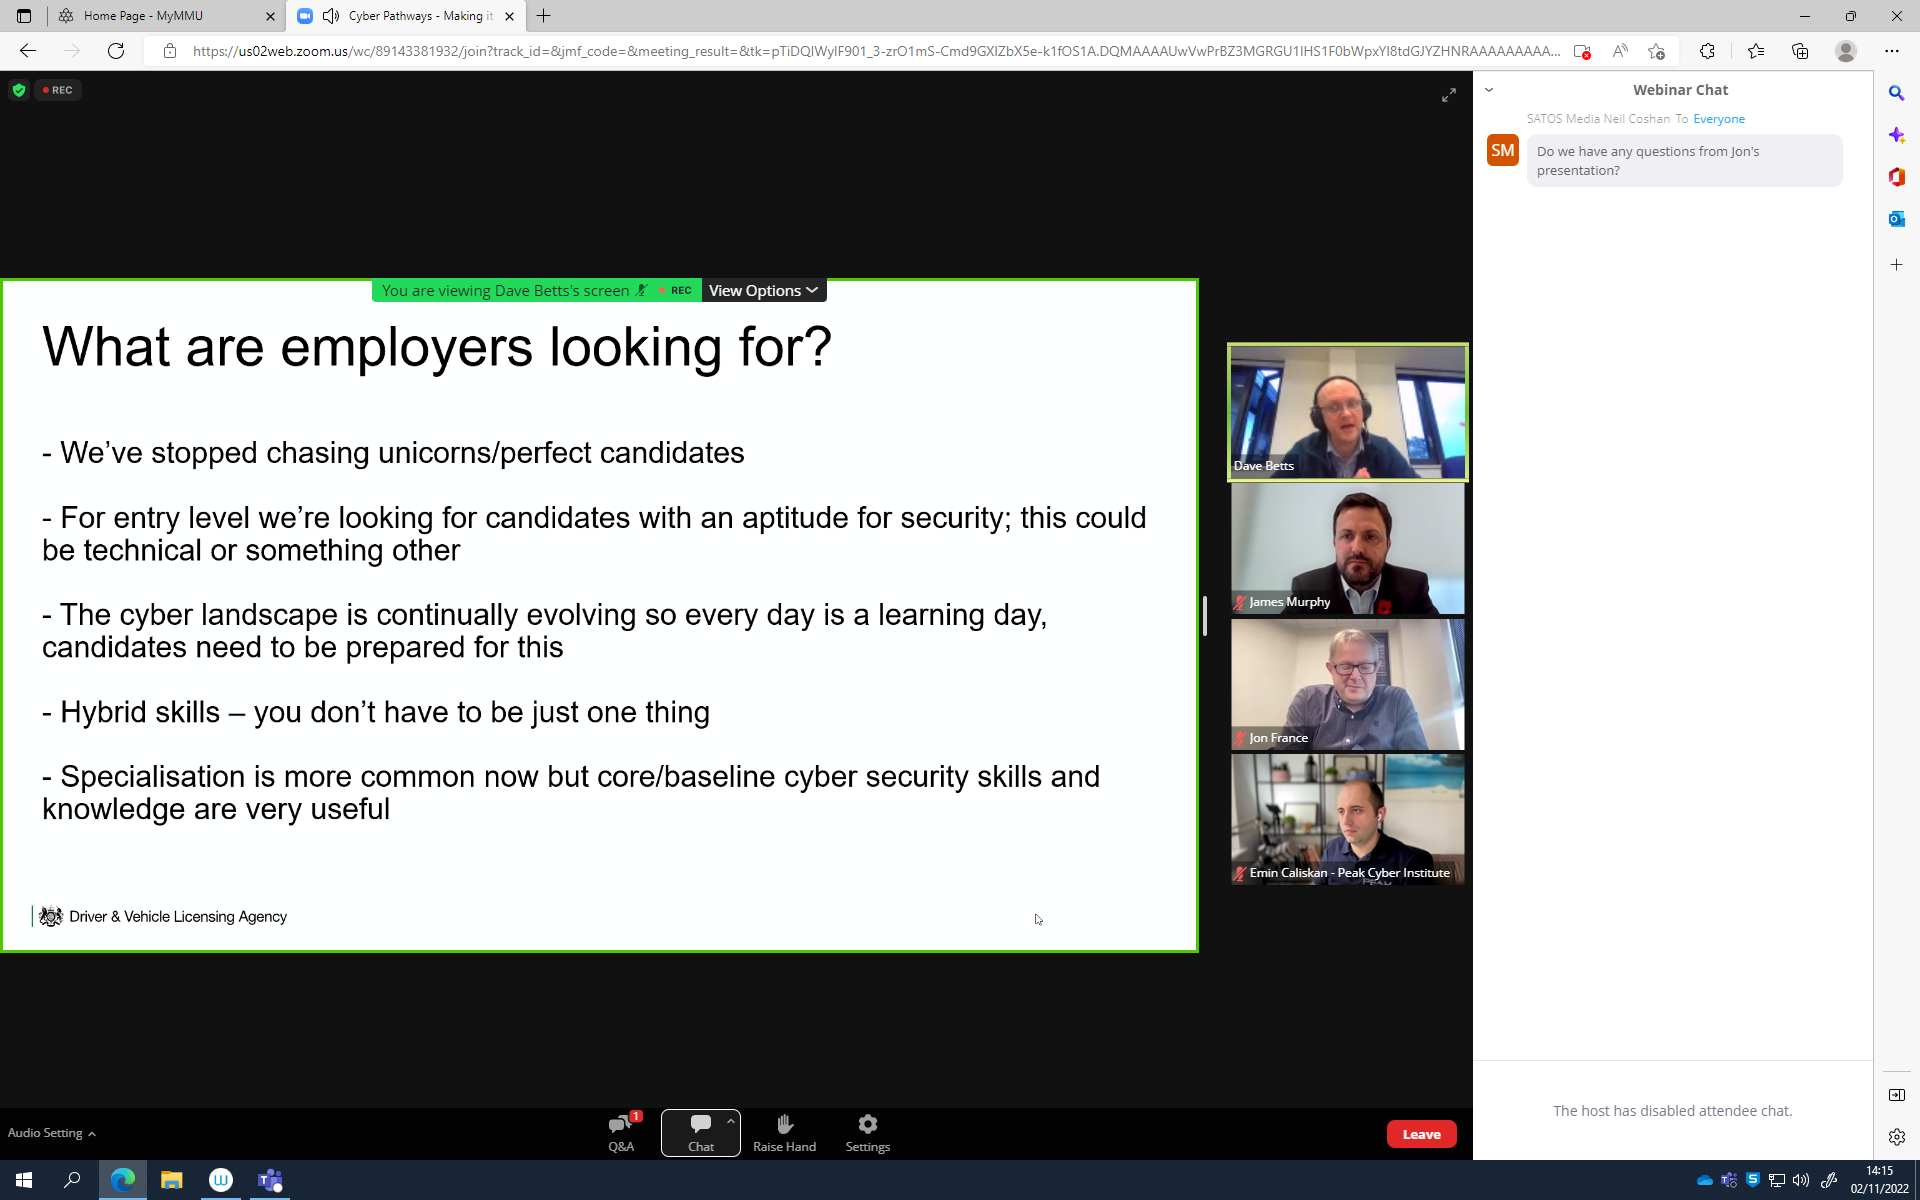 Home Page - MyMMU
Cyber Pathways - Making it
https://us02web.zoom.us/wc/89143381932/join?track_id=&jmf_code=&meeting_result=&tk=
REC
Webinar Chat
SATOS Media Neil Coshan To Everyone
SM
Do we have any questions from Jon's
presentation?
You are viewing Dave Betts's screen REC View Options
What are employers looking for?
- We’ve stopped chasing unicorns/perfect candidates
- For entry level we’re looking for candidates with an aptitude for security; this could
be technical or something other
- The cyber landscape is continually evolving so every day is a learning day,
candidates need to be prepared for this
- Hybrid skills – you don’t have to be just one thing
- Specialisation is more common now but core/baseline cyber security skills and
knowledge are very useful
Driver & Vehicle Licensing Agency
Dave Betts
James Murphy
Jon France
Emin Caliskan - Peak Cyber Institute
The host has disabled attendee chat.
Audio Setting
1
Q&A
Chat
Raise Hand
Settings
Leave
14:15
02/11/2022